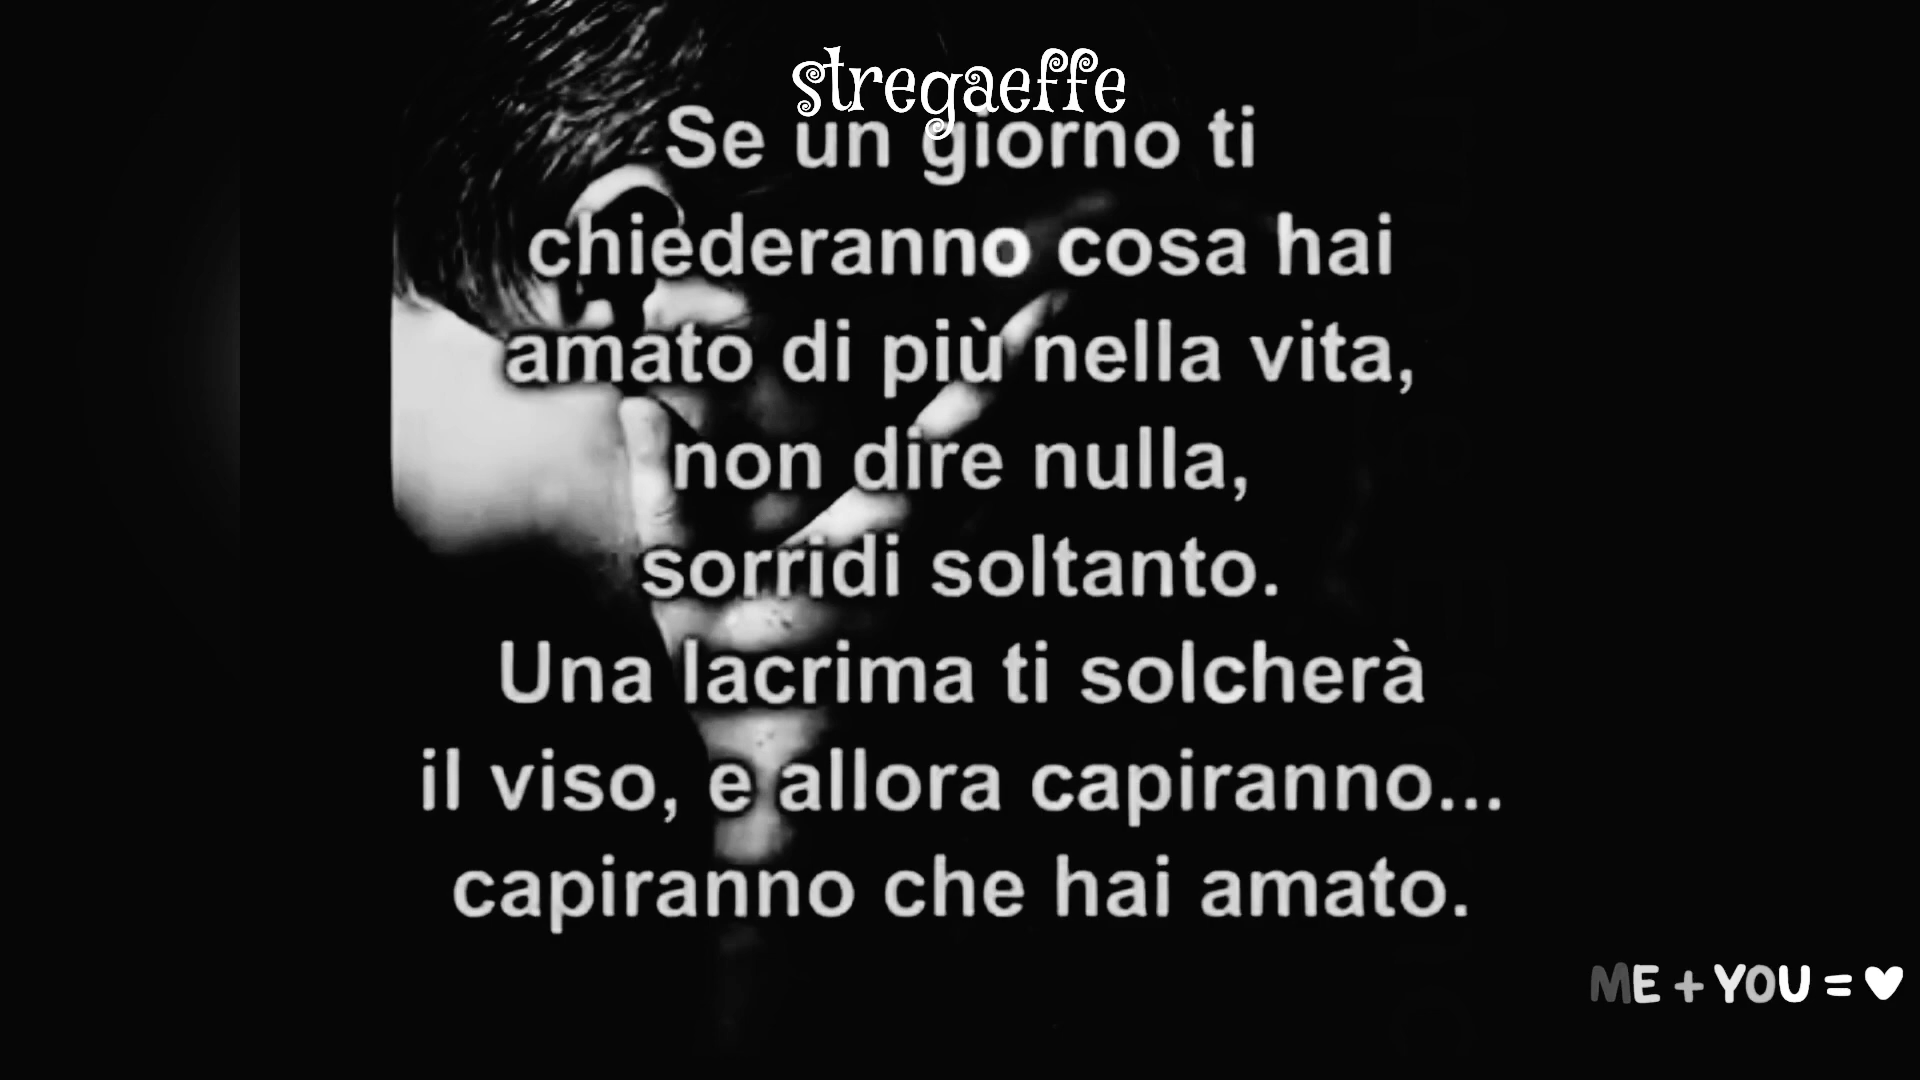 stregaeffe
Se un giorno ti
chiederanno cosa hai
amato di più nella vita,
non dire nulla,
sorridi soltanto.
Una lacrima ti solcherà
il viso, e allora capiranno...
capiranno che hai amato.
ME + YOU = ♥